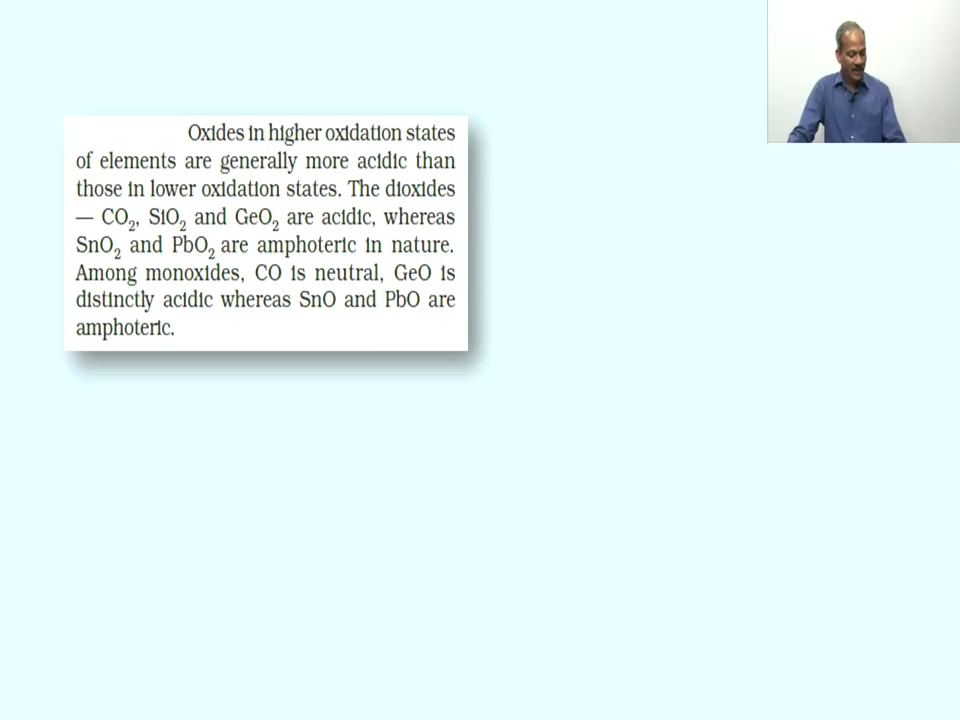 Oxides in higher oxidation states
of elements are generally more acidic than
those in lower oxidation states. The dioxides
— CO₂, SiO₂ and GeO₂ are acidic, whereas
SnO₂ and PbO₂ are amphoteric in nature.
Among monoxides, CO is neutral, GeO is
distinctly acidic whereas SnO and PbO are
amphoteric.